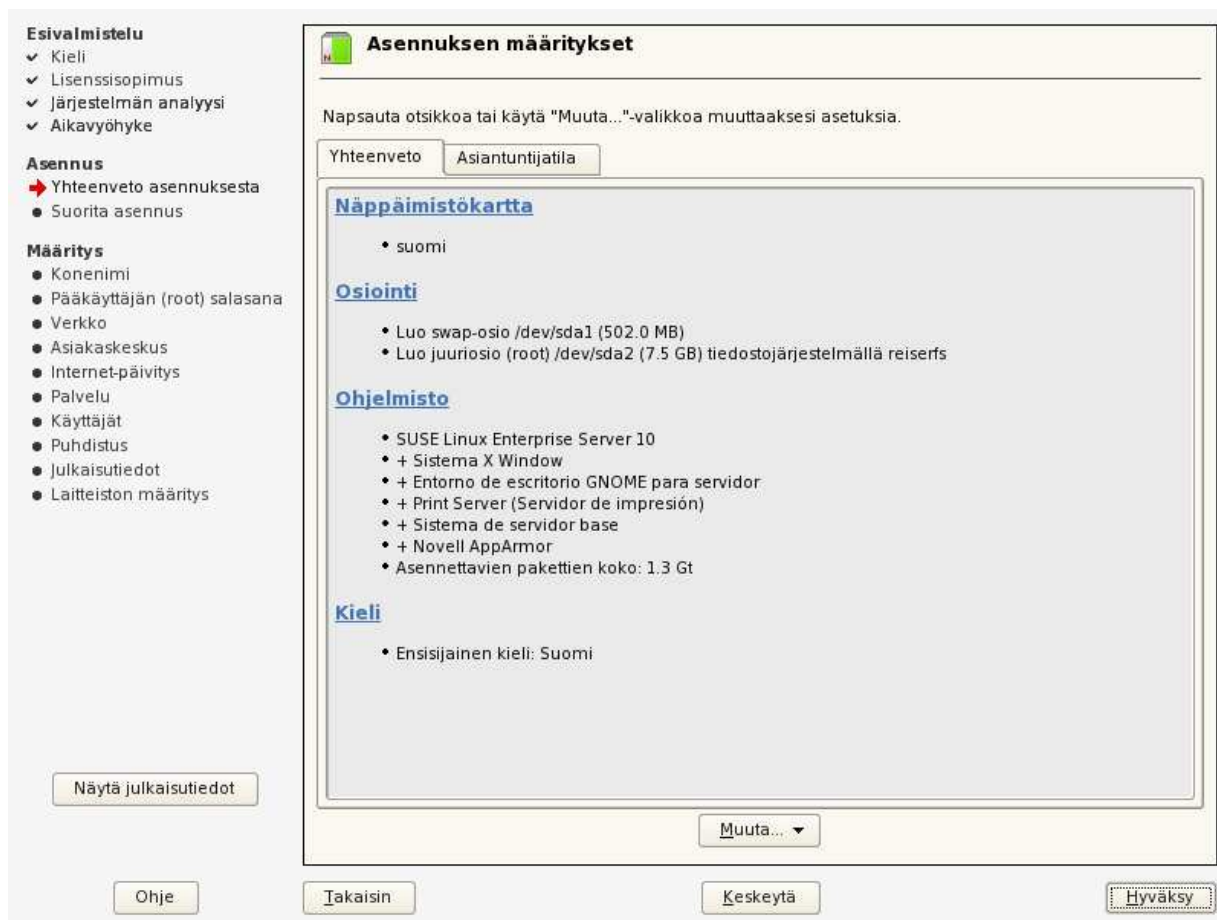 Esivalmistelu
Kieli
Lisenssisopimus
Järjestelmän analyysi
Aikavyöhyke
Asennus
Yhteenveto asennuksesta
Suorita asennus
Määritys
Konenimi
Pääkäyttäjän (root) salasana
Verkko
Asiakaskeskus
Internet-päivitys
Palvelu
Käyttäjät
Puhdistus
Julkaisutiedot
Laitteiston määritys
Näytä julkaisutiedot
Asennuksen määritykset
Napsauta otsikkoa tai käytä "Muuta..."-valikkoa muuttaaksesi asetuksia.
Yhteenveto Asiantuntijatila
Näppäimistökartta
• suomi
Osiointi
• Luo swap-osio /dev/sda1 (502.0 MB)
• Luo juuriosio (root) /dev/sda2 (7.5 GB) tiedostojärjestelmällä reiserfs
Ohjelmisto
• SUSE Linux Enterprise Server 10
• + Sistema X Window
• + Entorno de escritorio GNOME para servidor
• + Print Server (Servidor de impresión)
• + Sistema de servidor base
• + Novell AppArmor
• Asennettavien pakettien koko: 1.3 Gt
Kieli
• Ensisijainen kieli: Suomi
Muuta...
Ohje Takaisin Keskeytä Hyväksy